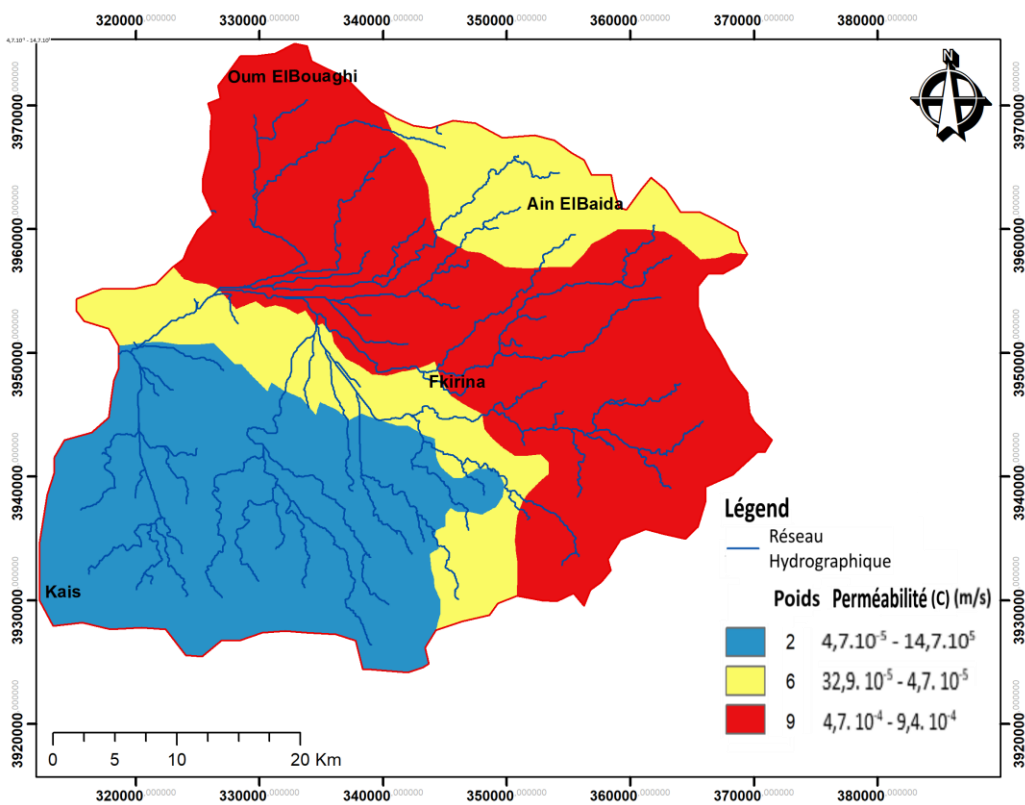 320000.000000 330000.000000 340000.000000 350000.000000 360000.000000 370000.000000 380000.000000
N
3970000.000000 3970000.000000
3960000.000000 3960000.000000
3950000.000000 3950000.000000
3940000.000000 3940000.000000
3930000.000000 3930000.000000
3920000.000000 3920000.000000
Oum ElBouaghi
Ain ElBaida
Fkirina
Kais
Légend
Réseau
Hydrographique
Poids Perméabilité (C) (m/s)
2 4,7.10⁻⁵ - 14,7.10⁵
6 32,9. 10⁻⁵ - 4,7. 10⁻⁵
9 4,7. 10⁻⁴ - 9,4. 10⁻⁴
0 5 10 20 Km
320000.000000 330000.000000 340000.000000 350000.000000 360000.000000 370000.000000 380000.000000